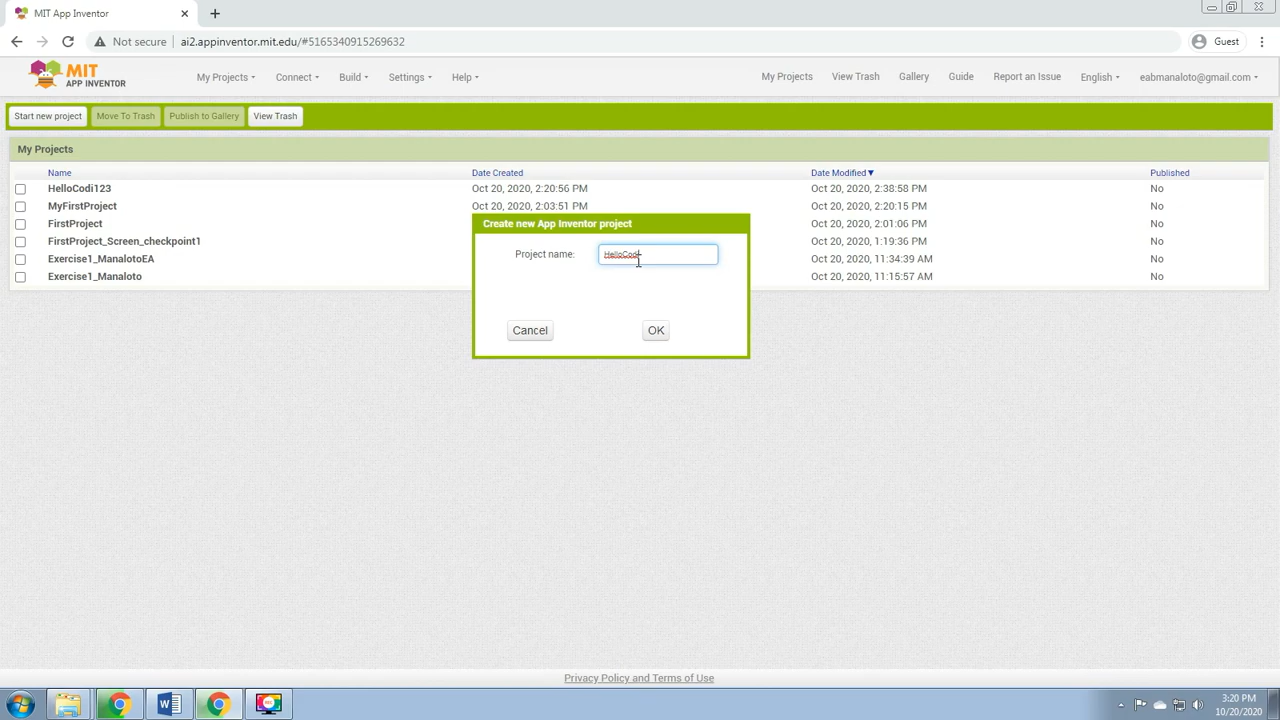 MIT App Inventor
Not secure ai2.appinventor.mit.edu/#5165340915269632 Guest
MIT APP INVENTOR
My Projects Connect Build Settings Help My Projects View Trash Gallery Guide Report an Issue English eabmanaloto@gmail.com
Start new project Move To Trash Publish to Gallery View Trash
My Projects
Name Date Created Date Modified Published
HelloCodi123 Oct 20, 2020, 2:20:56 PM Oct 20, 2020, 2:38:58 PM No
MyFirstProject Oct 20, 2020, 2:03:51 PM Oct 20, 2020, 2:20:15 PM No
FirstProject Oct 20, 2020, 2:01:06 PM No
FirstProject_Screen_checkpoint1 Oct 20, 2020, 1:19:36 PM No
Exercise1_ManalotoEA Oct 20, 2020, 11:34:39 AM No
Exercise1_Manaloto Oct 20, 2020, 11:15:57 AM No
Create new App Inventor project
Project name:
Cancel OK
Privacy Policy and Terms of Use
3:20 PM
10/20/2020